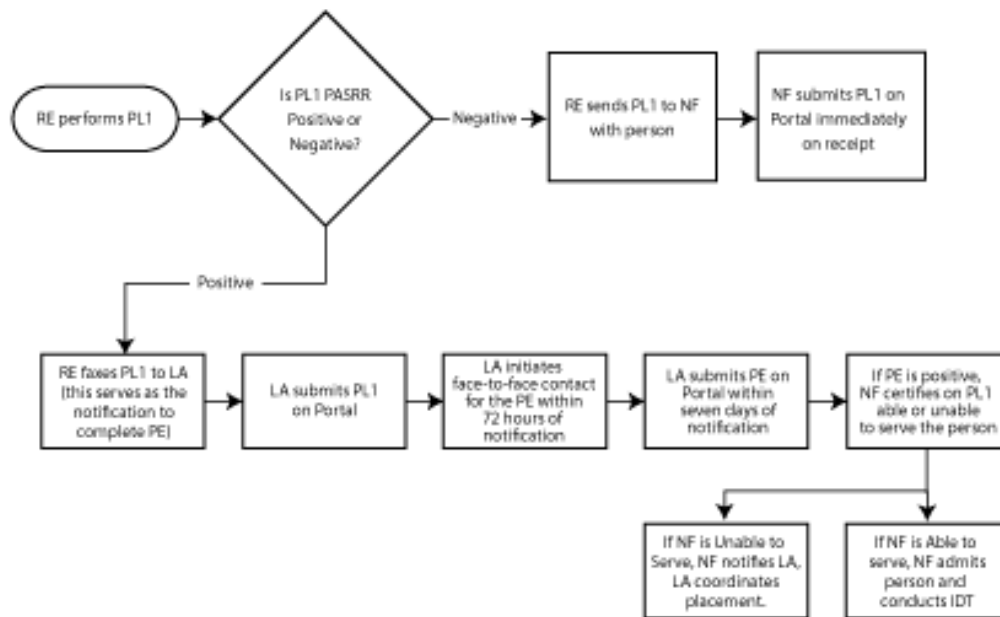 RE performs PL1
Is PL1 PASRR
Positive or
Negative?
Negative
RE sends PL1 to NF
with person
NF submits PL1 on
Portal immediately
on receipt
Positive
RE faxes PL1 to LA
(this serves as the
notification to
complete PE)
LA submits PL1
on Portal
LA initiates
face-to-face contact
for the PE within
72 hours of
notification
LA submits PE on
Portal within
seven days of
notification
If PE is positive,
NF certifies on PL1
able or unable
to serve the person
If NF is Unable to
Serve, NF notifies LA,
LA coordinates
placement.
If NF is Able to
serve, NF admits
person and
conducts IDT